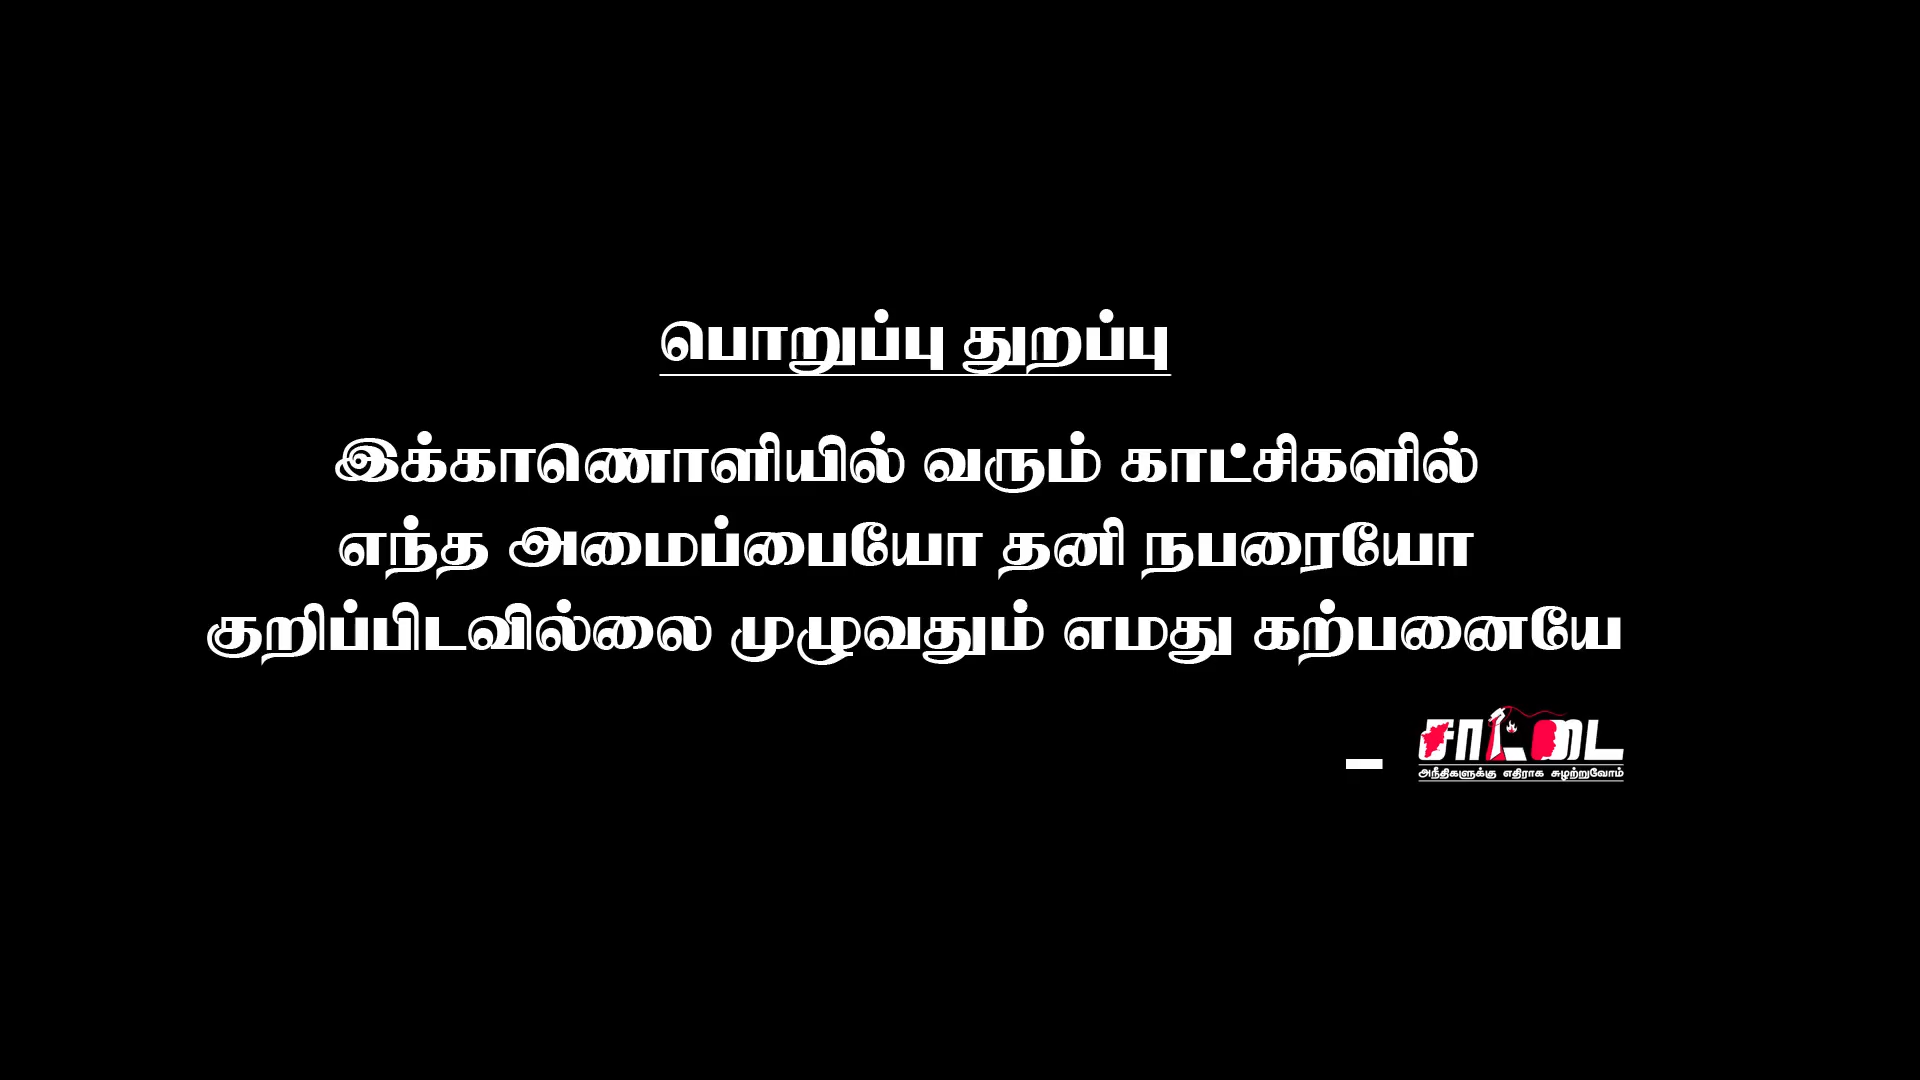 பொறுப்பு துறப்பு
இக்காணொளியில் வரும் காட்சிகளில்
எந்த அமைப்பையோ தனி நபரையோ
குறிப்பிடவில்லை முழுவதும் எமது கற்பனையே
– சாட்டை
அநீதிகளுக்கு எதிராக சுழற்றுவோம்